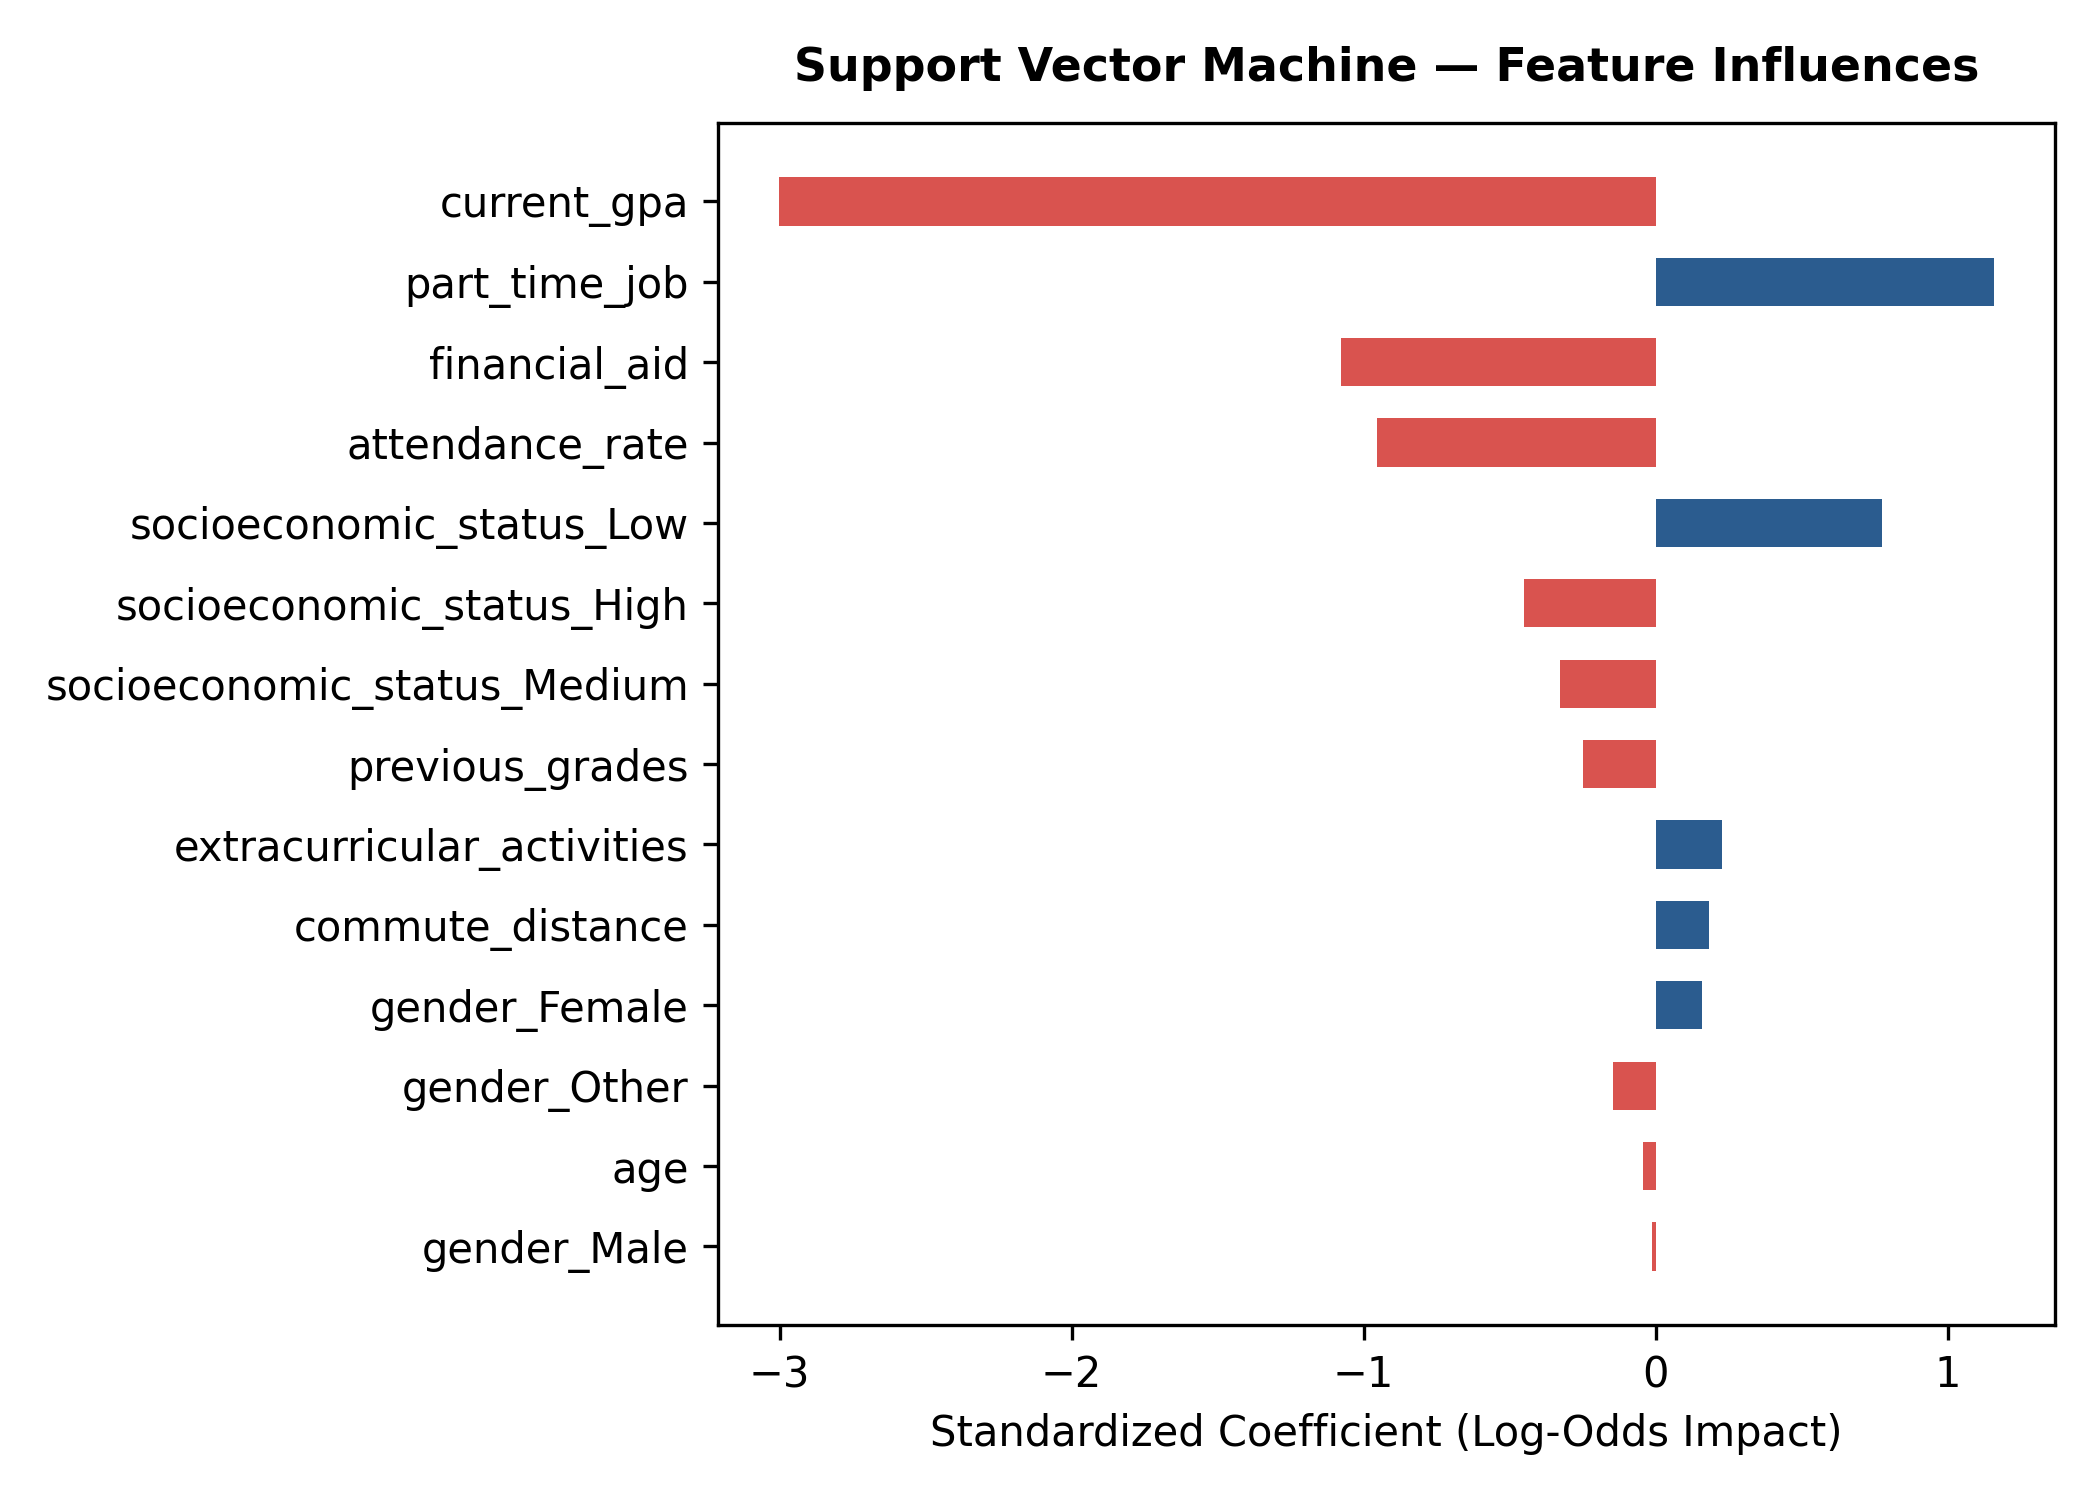 Support Vector Machine — Feature Influences
current_gpa
part_time_job
financial_aid
attendance_rate
socioeconomic_status_Low
socioeconomic_status_High
socioeconomic_status_Medium
previous_grades
extracurricular_activities
commute_distance
gender_Female
gender_Other
age
gender_Male
−3 −2 −1 0 1
Standardized Coefficient (Log-Odds Impact)